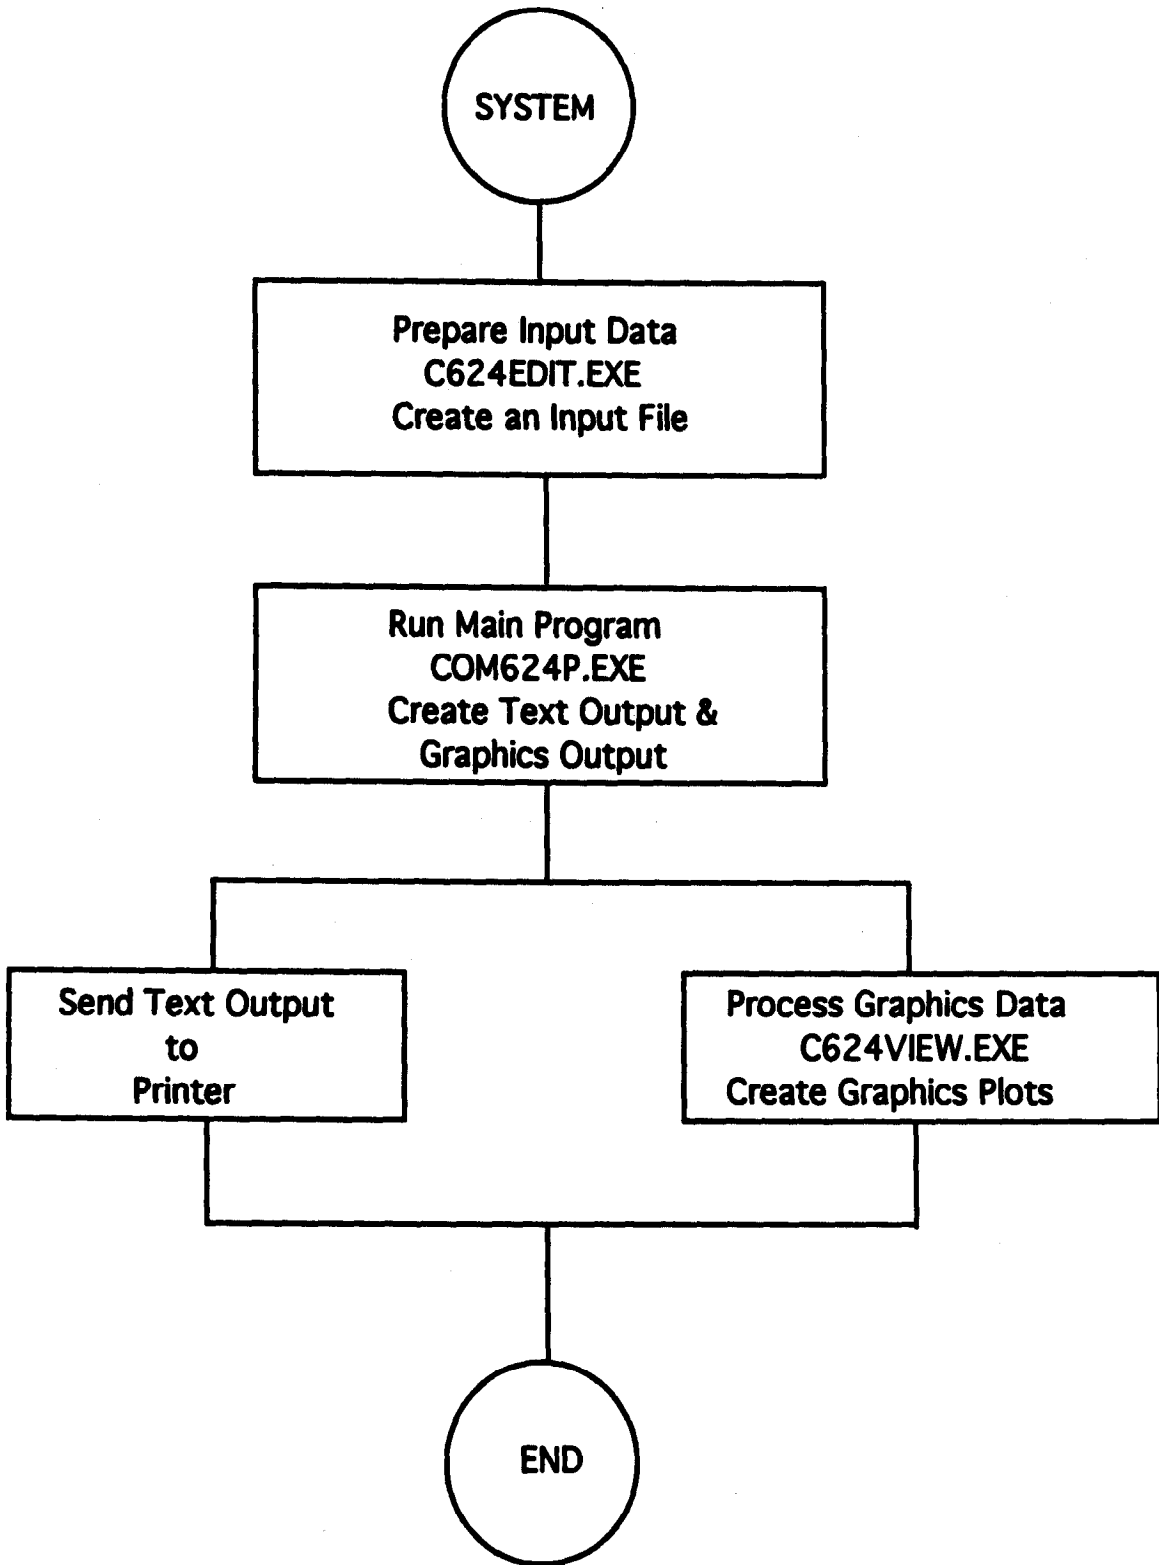 SYSTEM
Prepare Input Data
C624EDIT.EXE
Create an Input File
Run Main Program
COM624P.EXE
Create Text Output &
Graphics Output
Send Text Output
to
Printer
Process Graphics Data
C624VIEW.EXE
Create Graphics Plots
END